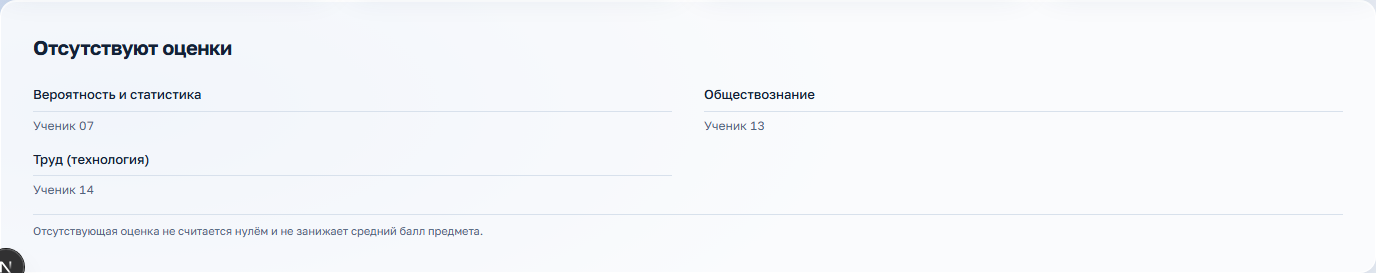 Отсутствуют оценки
Вероятность и статистика
Ученик 07
Обществознание
Ученик 13
Труд (технология)
Ученик 14
Отсутствующая оценка не считается нулём и не занижает средний балл предмета.
N